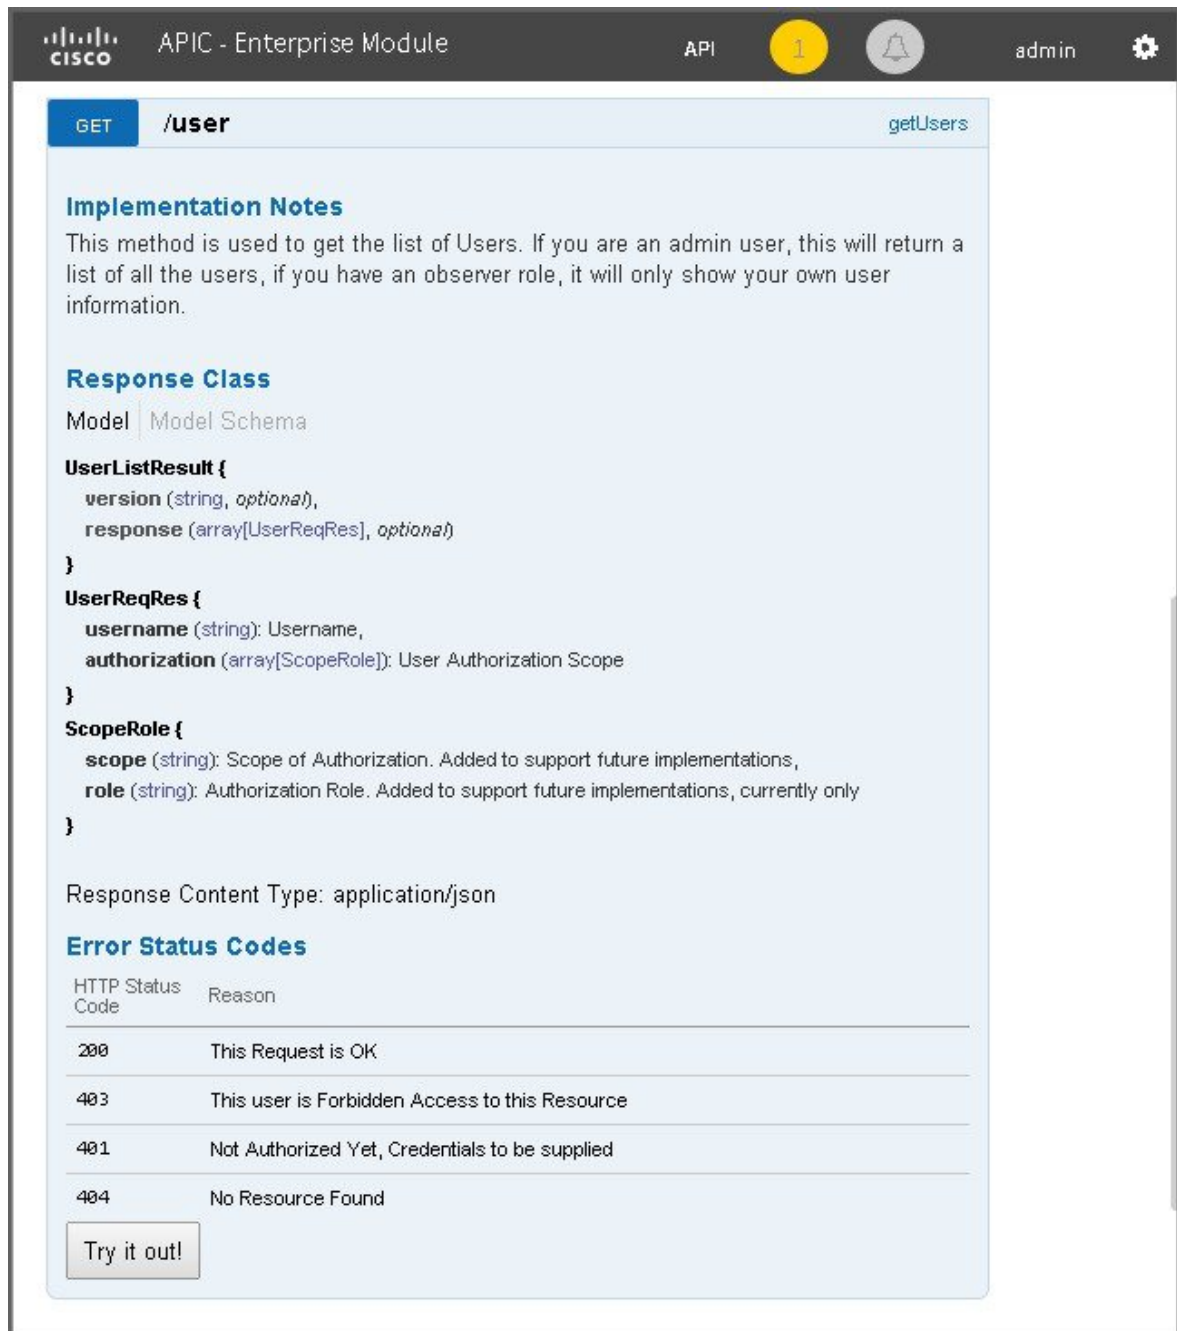 CISCO APIC - Enterprise Module API 1 admin
GET /user getUsers
Implementation Notes
This method is used to get the list of Users. If you are an admin user, this will return a
list of all the users, if you have an observer role, it will only show your own user
information.
Response Class
Model Model Schema
UserListResult {
version (string, optional),
response (array[UserReqRes], optional)
}
UserReqRes {
username (string): Username,
authorization (array[ScopeRole]): User Authorization Scope
}
ScopeRole {
scope (string): Scope of Authorization. Added to support future implementations,
role (string): Authorization Role. Added to support future implementations, currently only
}
Response Content Type: application/json
Error Status Codes
HTTP Status
Code
Reason
200 This Request is OK
403 This user is Forbidden Access to this Resource
401 Not Authorized Yet, Credentials to be supplied
404 No Resource Found
Try it out!